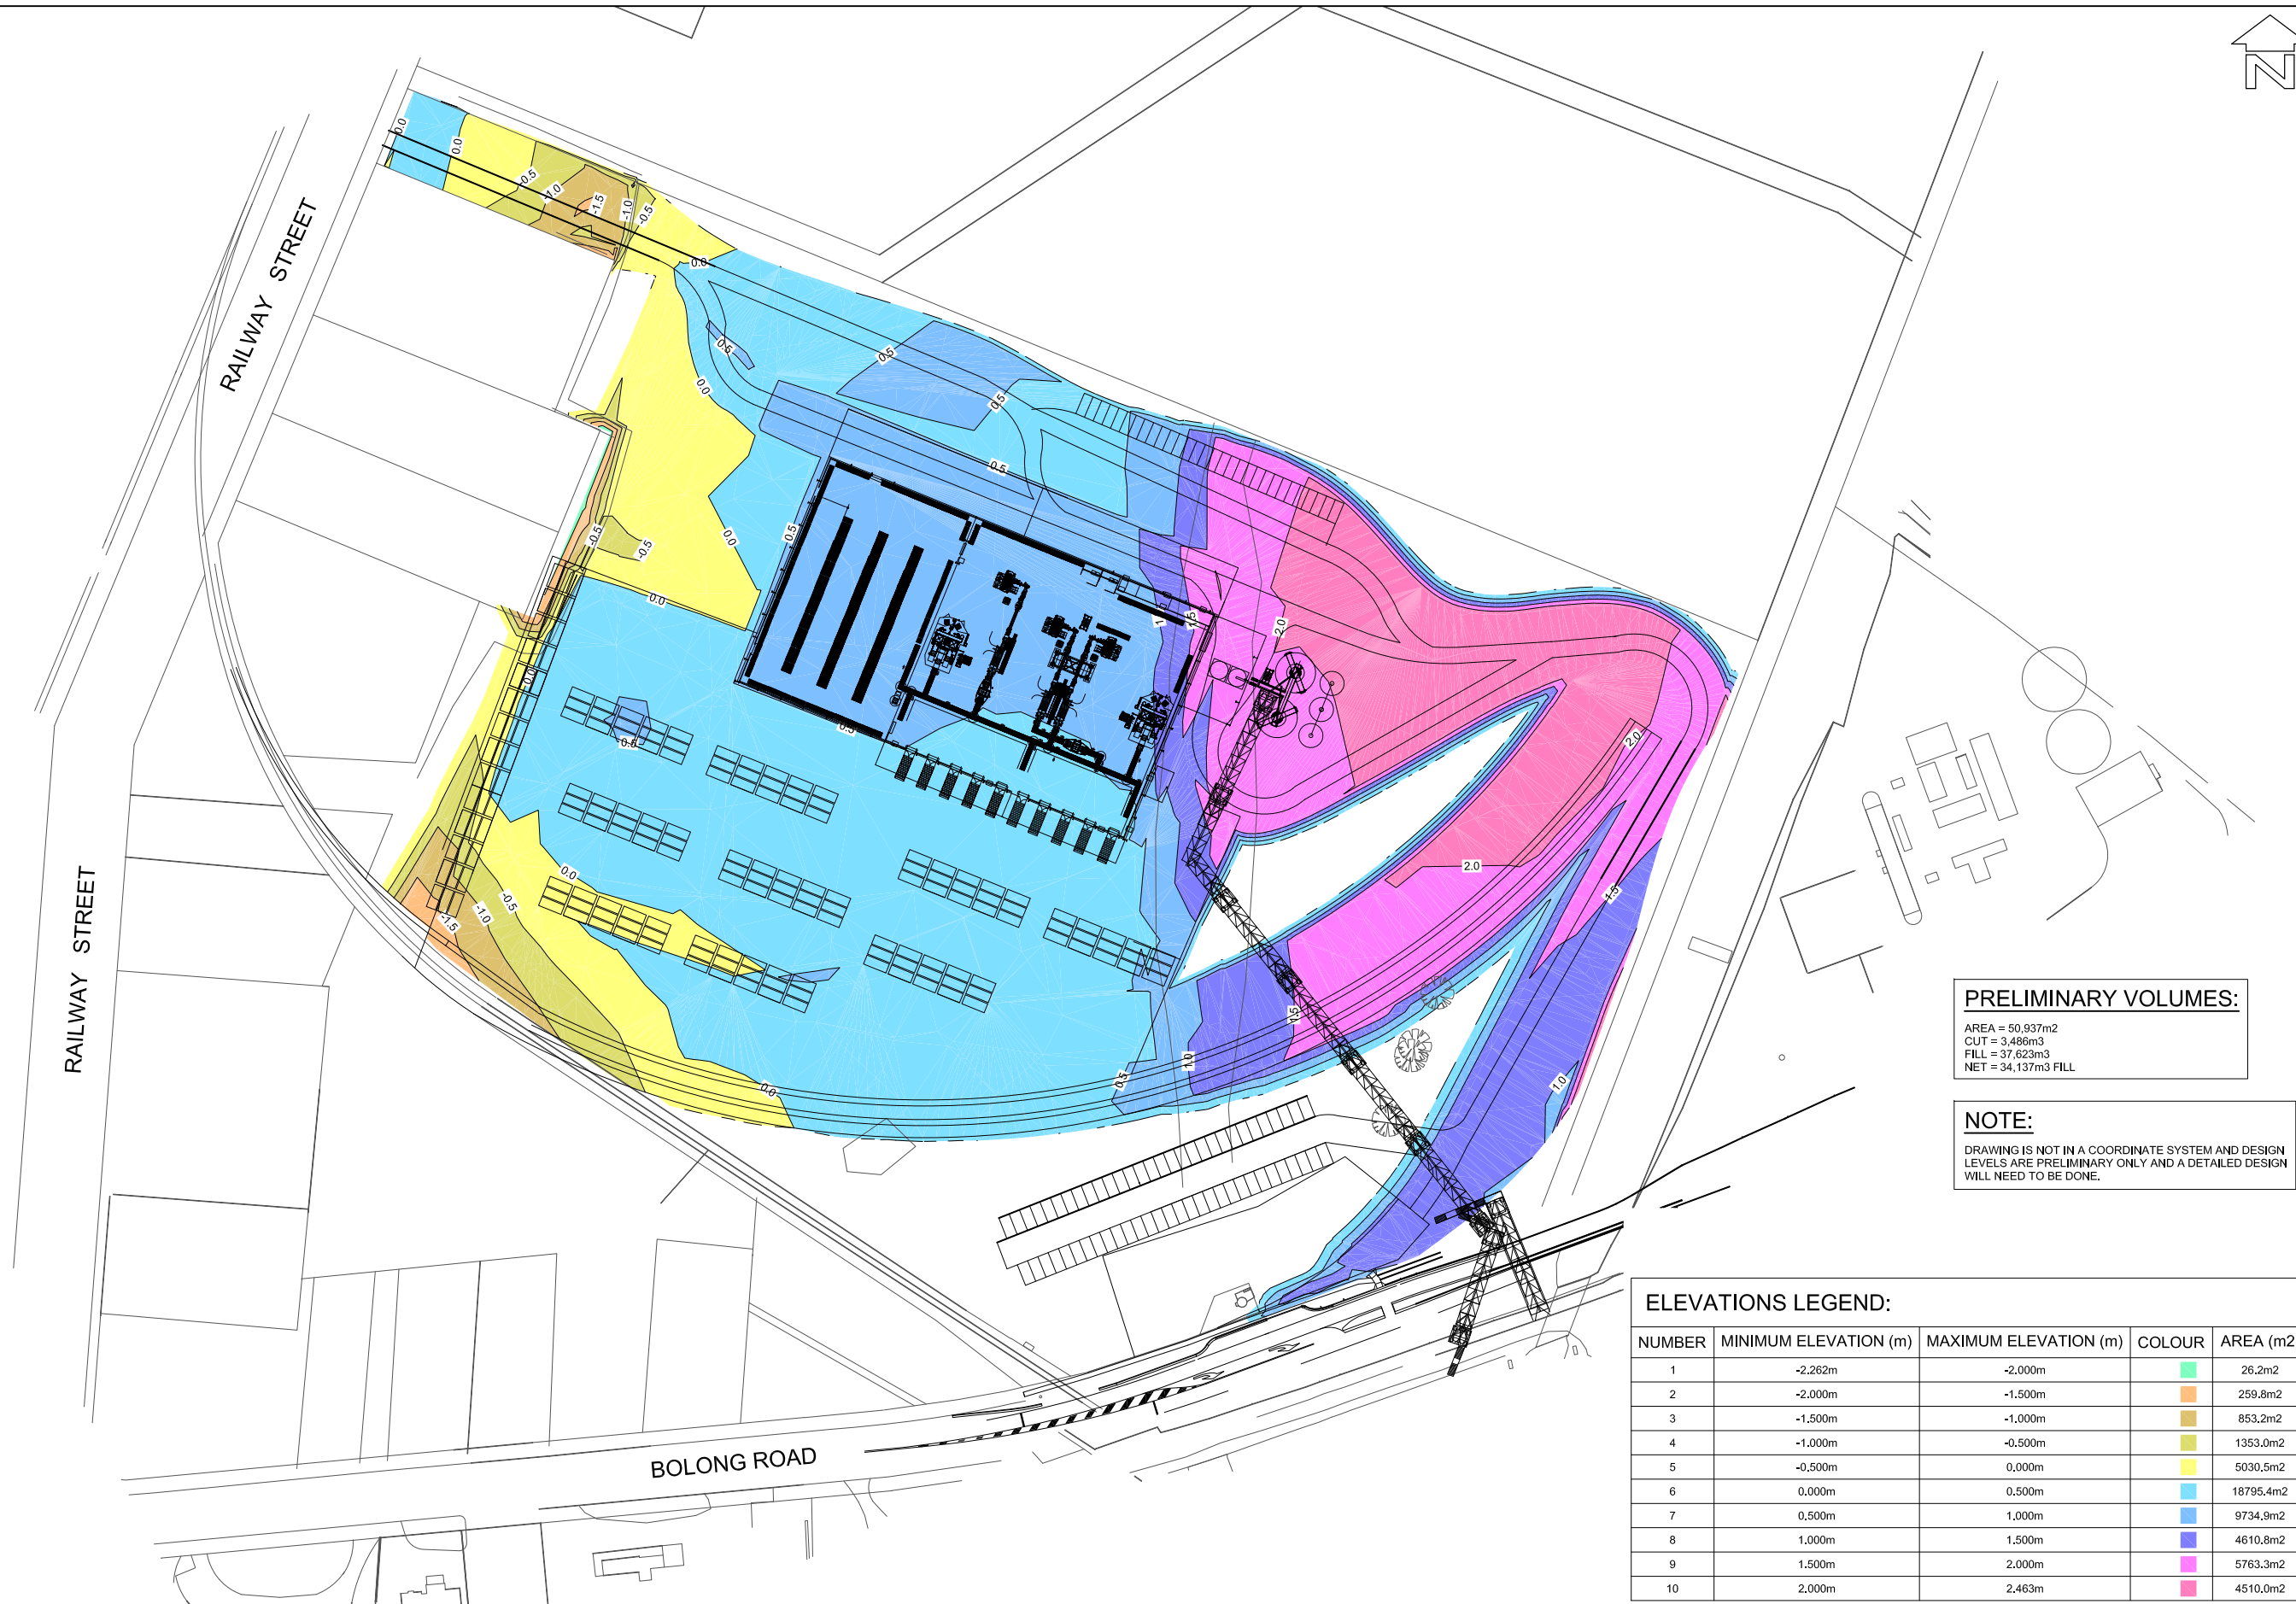 N
RAILWAY STREET
RAILWAY STREET
BOLONG ROAD
0.0
0.0
-0.5
-1.0
-1.5
-1.0
-0.5
0.0
0.5
0.0
0.5
0.5
0.5
0.5
0.0
-0.5
-0.5
0.0
0.0
0.5
0.5
1.5
2.0
2.0
2.0
1.5
0.0
-0.5
-1.0
-1.5
1.5
1.0
0.5
0.0
1.0
PRELIMINARY VOLUMES:
AREA = 50,937m2
CUT = 3,486m3
FILL = 37,623m3
NET = 34,137m3 FILL
NOTE:
DRAWING IS NOT IN A COORDINATE SYSTEM AND DESIGN
LEVELS ARE PRELIMINARY ONLY AND A DETAILED DESIGN
WILL NEED TO BE DONE.
ELEVATIONS LEGEND:
NUMBER MINIMUM ELEVATION (m) MAXIMUM ELEVATION (m) COLOUR AREA (m2
1 -2.262m -2.000m 26.2m2
2 -2.000m -1.500m 259.8m2
3 -1.500m -1.000m 853.2m2
4 -1.000m -0.500m 1353.0m2
5 -0.500m 0.000m 5030.5m2
6 0.000m 0.500m 18795.4m2
7 0.500m 1.000m 9734.9m2
8 1.000m 1.500m 4610.8m2
9 1.500m 2.000m 5763.3m2
10 2.000m 2.463m 4510.0m2